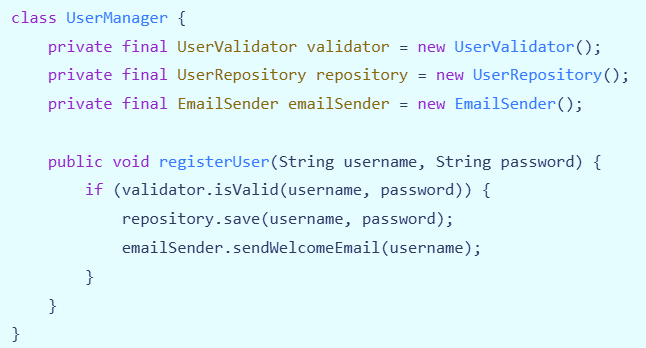 class UserManager {
    private final UserValidator validator = new UserValidator();
    private final UserRepository repository = new UserRepository();
    private final EmailSender emailSender = new EmailSender();

    public void registerUser(String username, String password) {
        if (validator.isValid(username, password)) {
            repository.save(username, password);
            emailSender.sendWelcomeEmail(username);
        }
    }
}